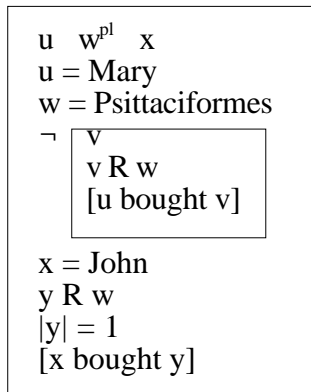 u w^pl x
u = Mary
w = Psittaciformes
¬ v
v R w
[u bought v]
x = John
y R w
|y| = 1
[x bought y]